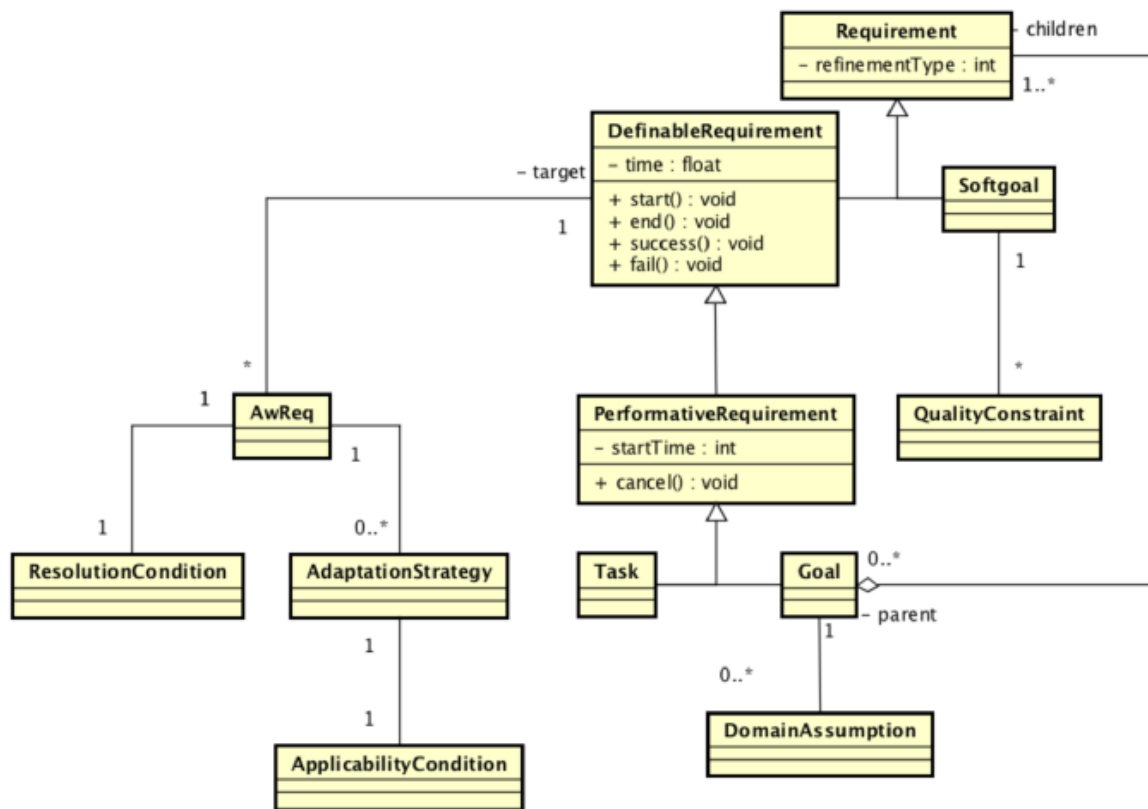 Requirement
- refinementType : int
- children
1..*
DefinableRequirement
- time : float
+ start() : void
+ end() : void
+ success() : void
+ fail() : void
- target
1
Softgoal
1
*
*
AwReq
1
1
PerformativeRequirement
- startTime : int
+ cancel() : void
QualityConstraint
1
0..*
ResolutionCondition
AdaptationStrategy
Task
Goal
0..*
- parent
1
1
0..*
1
DomainAssumption
ApplicabilityCondition